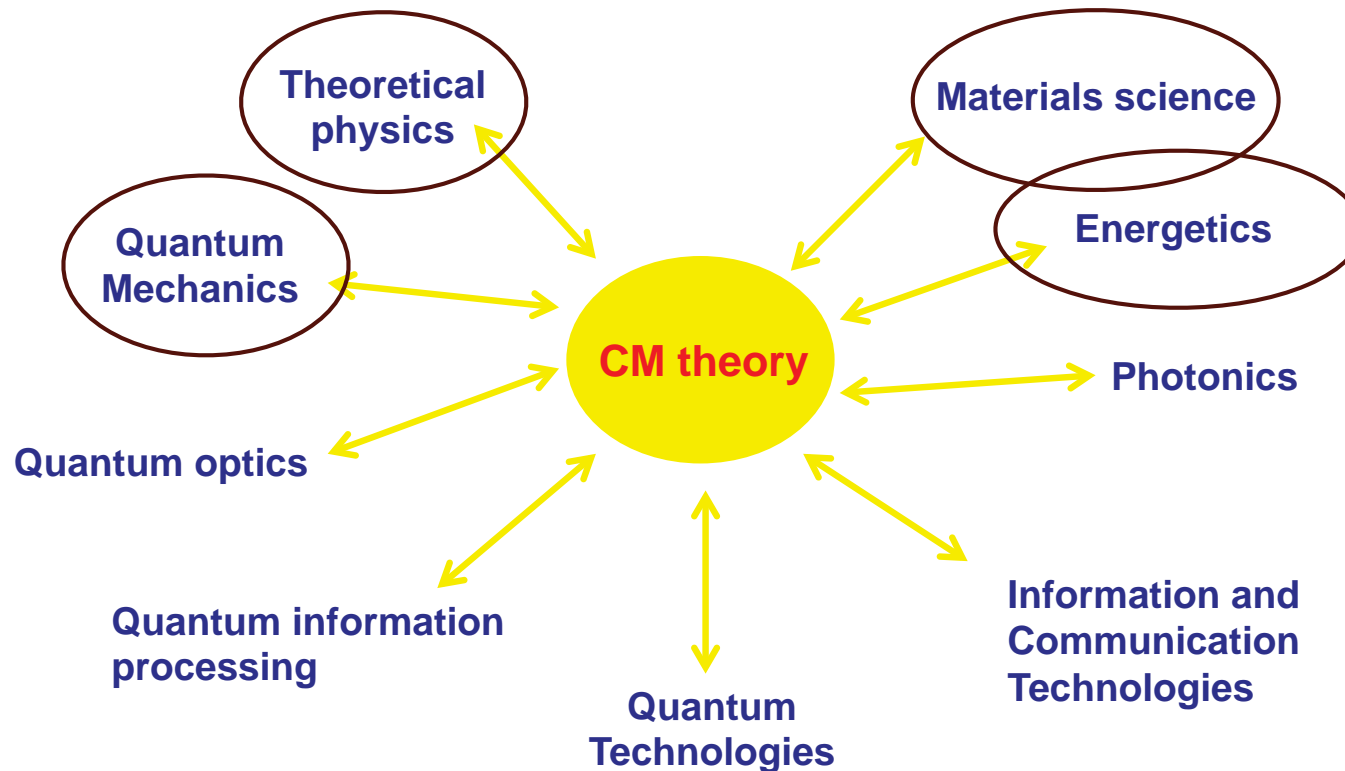 Theoretical
physics
Materials science
Quantum
Mechanics
Energetics
CM theory
Photonics
Quantum optics
Quantum information
processing
Information and
Communication
Technologies
Quantum
Technologies